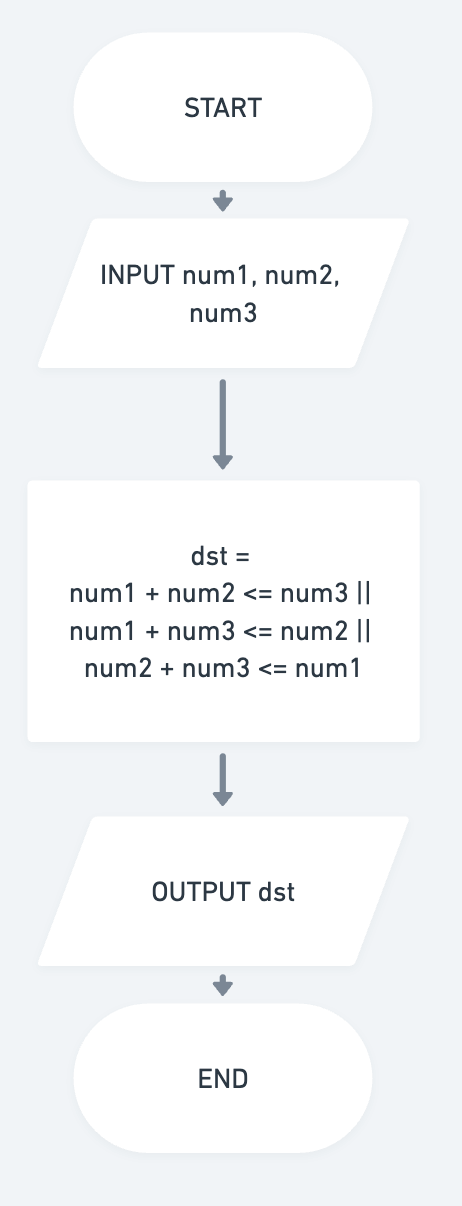 START
INPUT num1, num2,
num3
dst =
num1 + num2 <= num3 ||
num1 + num3 <= num2 ||
num2 + num3 <= num1
OUTPUT dst
END